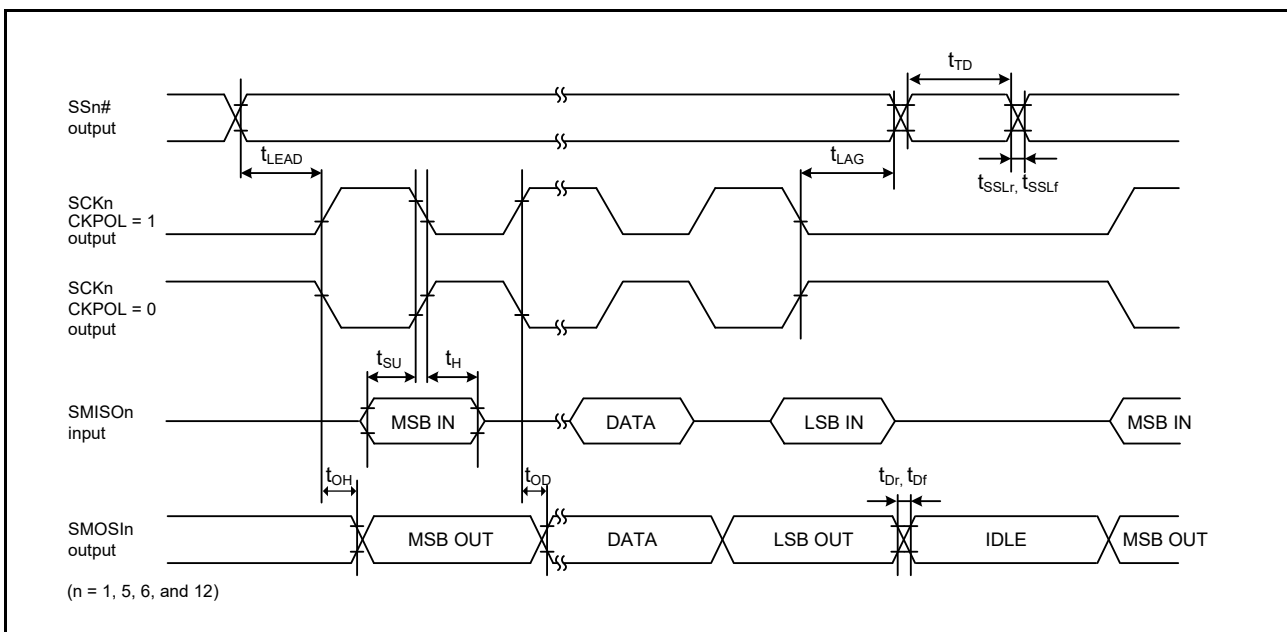 tTD
SSn#
output
tLEAD
tLAG
tSSLr, tSSLf
SCKn
CKPOL = 1
output
SCKn
CKPOL = 0
output
tSU
tH
SMISOn
input
MSB IN
DATA
LSB IN
MSB IN
tOH
tOD
tDr, tDf
SMOSIn
output
MSB OUT
DATA
LSB OUT
IDLE
MSB OUT
(n = 1, 5, 6, and 12)